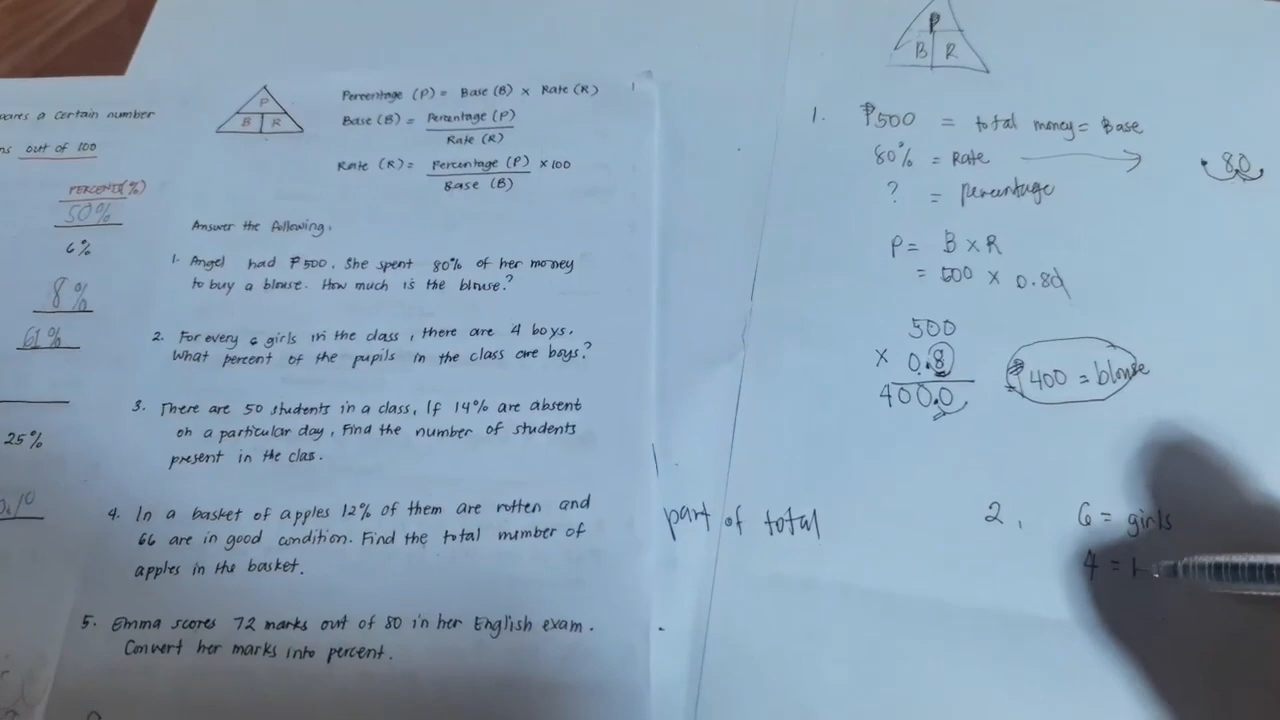 wares a certain number
ns out of 100
PERCENT(%)
50%
6%
8%
61%
25%
P
B R
Percentage (P) = Base (B) × Rate (R)
Base (B) = Percentage (P)
Rate (R)
Rate (R) = Percentage (P) × 100
Base (B)
Answer the following.
1. Angel had ₱500. She spent 80% of her money
to buy a blouse. How much is the blouse?
2. For every 6 girls in the class, there are 4 boys.
What percent of the pupils in the class are boys?
3. There are 50 students in a class, If 14% are absent
on a particular day, Find the number of students
present in the clas.
4. In a basket of apples 12% of them are rotten and
66 are in good condition. Find the total number of
apples in the basket.
5. Emma scores 72 marks out of 80 in her English exam.
Convert her marks into percent.
part of total
P
B R
1. ₱500 = total money = Base
80% = Rate
.80
? = percentage
P = B × R
= 500 × 0.80
500
× 0.8
400.0
₱400 = blouse
2. 6 = girls
4 =